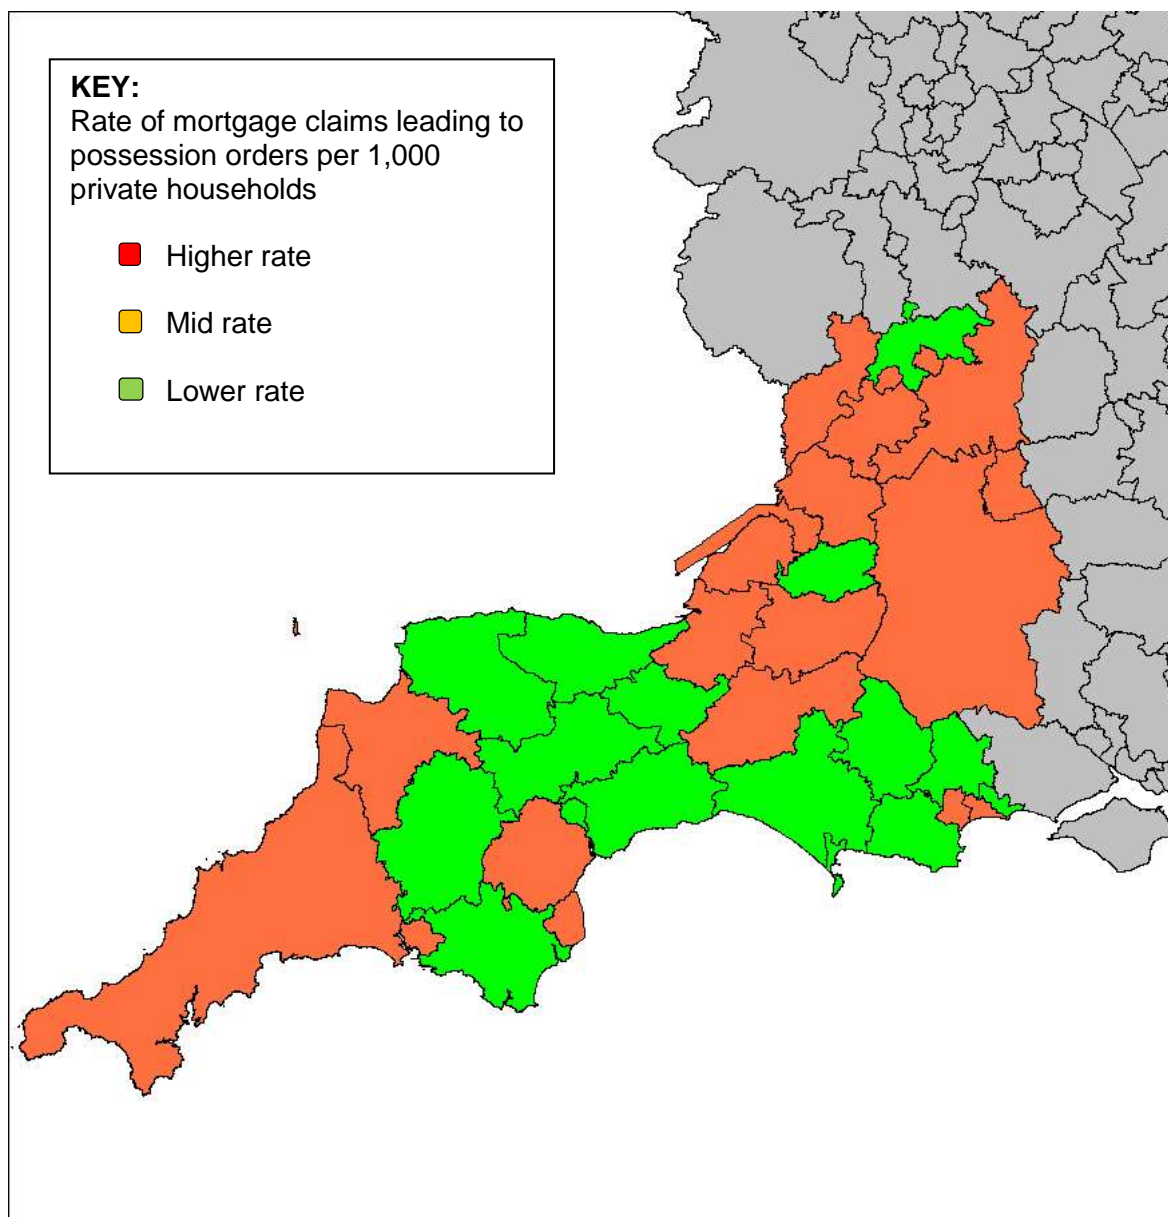 KEY:
Rate of mortgage claims leading to
possession orders per 1,000
private households
Higher rate
Mid rate
Lower rate